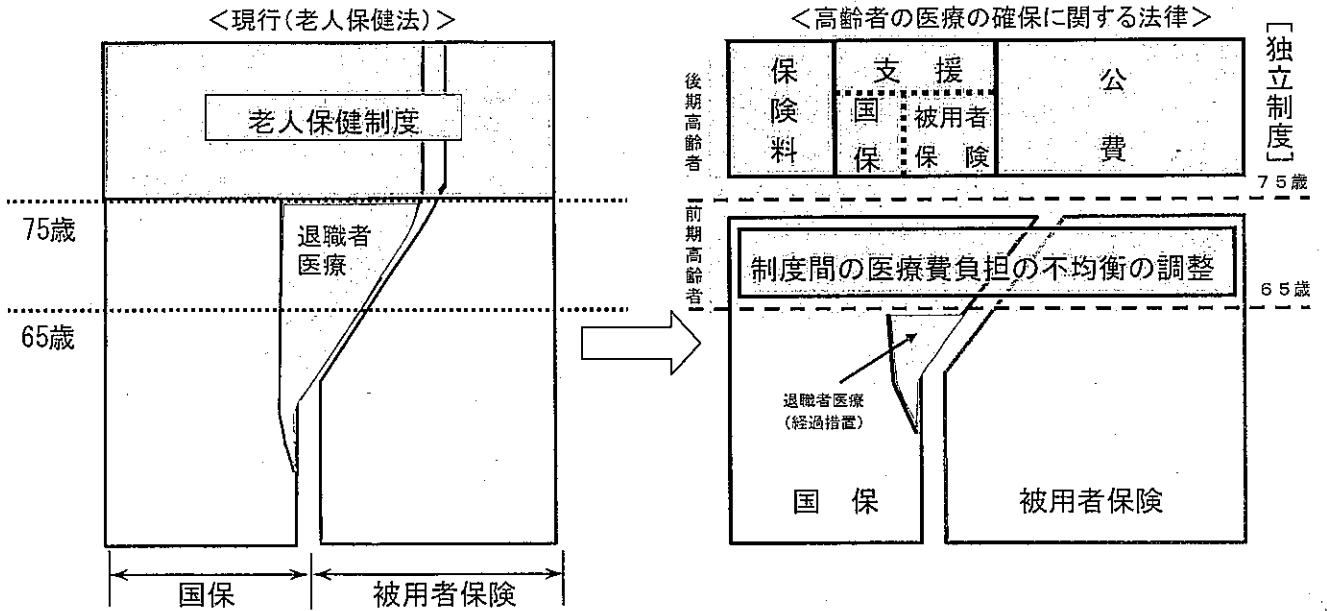 <現行(老人保健法)>
老人保健制度
75歳
退職者
医療
65歳
国保
被用者保険
<高齢者の医療の確保に関する法律>
[独立制度]
後期高齢者
保険料
支援
国保
被用者
保険
公費
75歳
前期高齢者
制度間の医療費負担の不均衡の調整
65歳
退職者医療
(経過措置)
国保
被用者保険